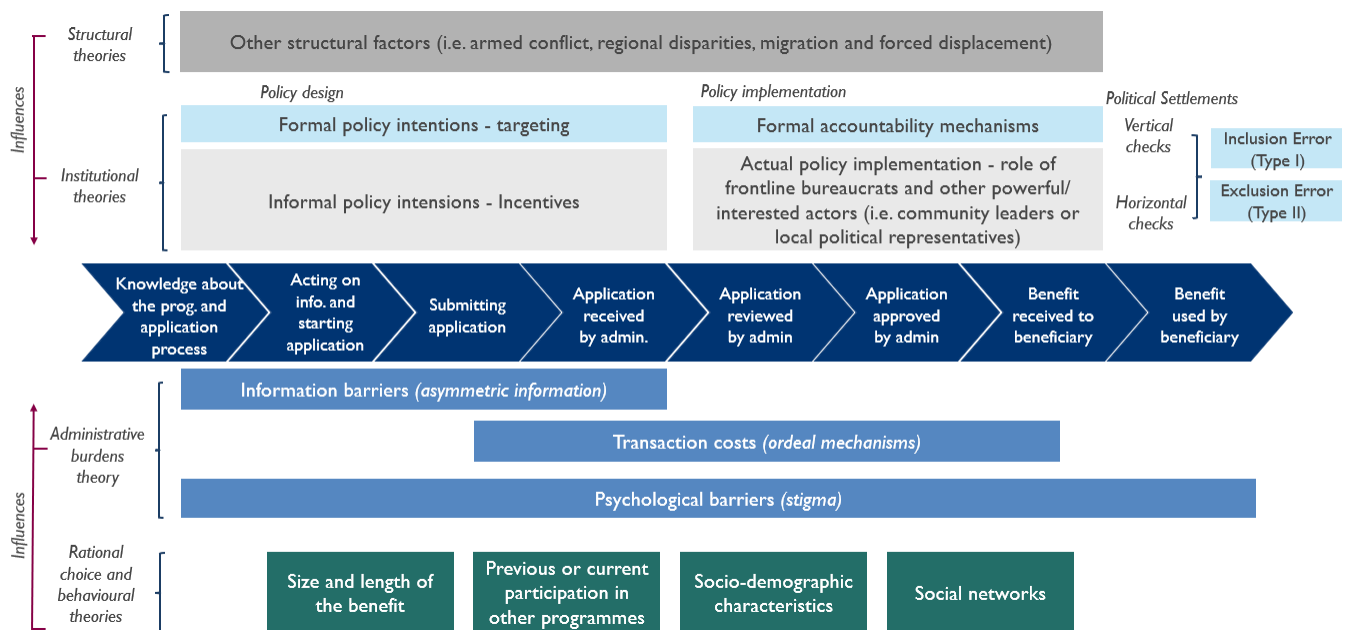 Structural
theories
Other structural factors (i.e. armed conflict, regional disparities, migration and forced displacement)
Influences
Policy design
Policy implementation
Political Settlements
Institutional
theories
Formal policy intentions - targeting
Formal accountability mechanisms
Informal policy intensions - Incentives
Actual policy implementation - role of
frontline bureaucrats and other powerful/
interested actors (i.e. community leaders or
local political representatives)
Vertical
checks
Horizontal
checks
Inclusion Error
(Type I)
Exclusion Error
(Type II)
Knowledge about
the prog. and
application
process
Acting on
info. and
starting
application
Submitting
application
Application
received
by admin.
Application
reviewed
by admin
Application
approved
by admin
Benefit
received to
beneficiary
Benefit
used by
beneficiary
Influences
Administrative
burdens
theory
Information barriers (asymmetric information)
Transaction costs (ordeal mechanisms)
Psychological barriers (stigma)
Rational
choice and
behavioural
theories
Size and length of
the benefit
Previous or current
participation in
other programmes
Socio-demographic
characteristics
Social networks